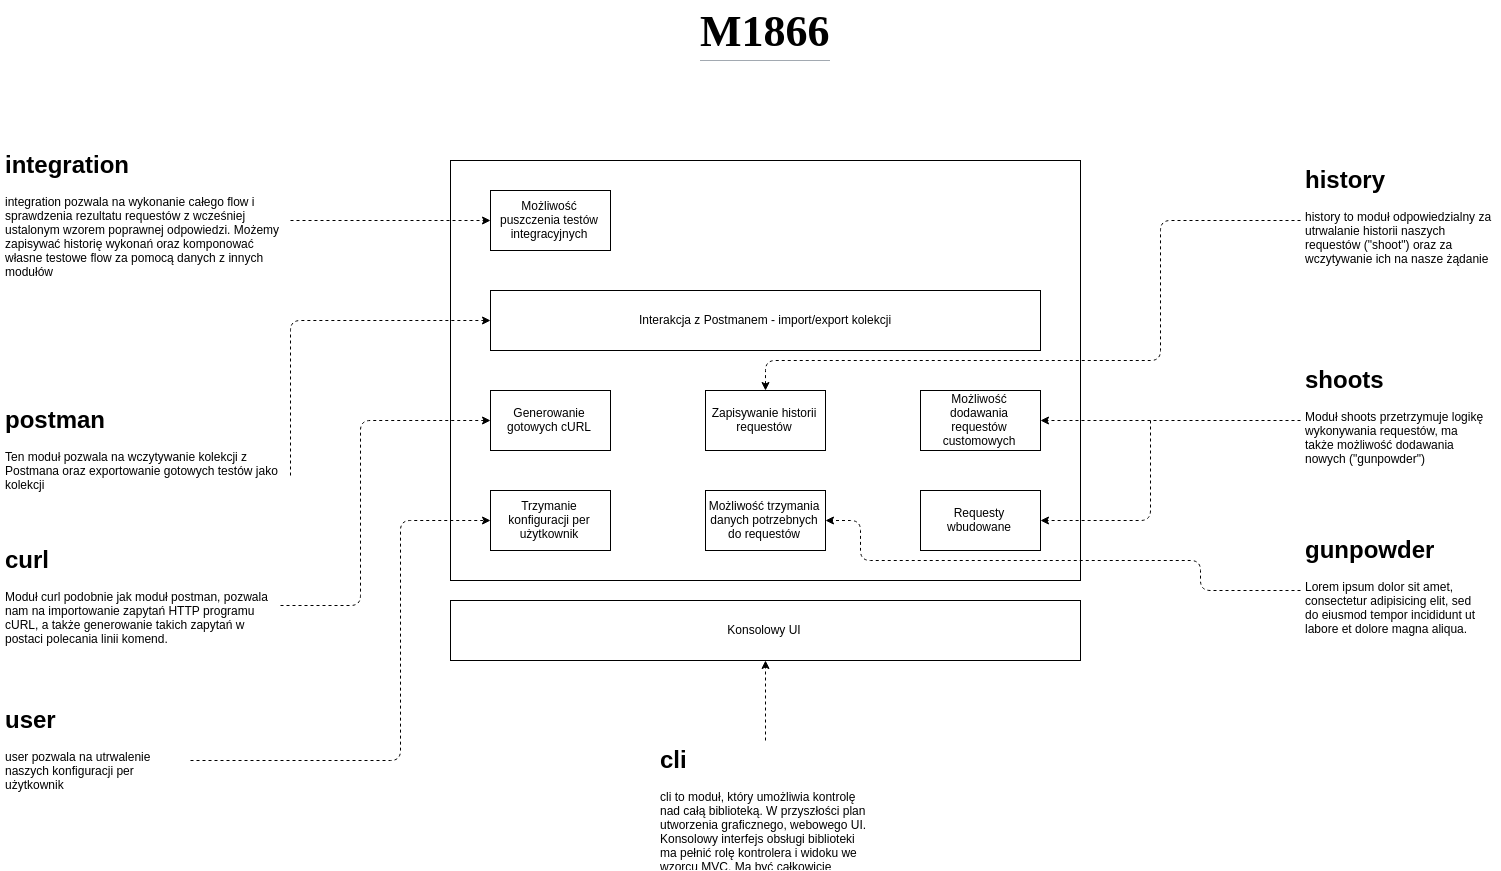 M1866
integration
integration pozwala na wykonanie całego flow i
sprawdzenia rezultatu requestów z wcześniej
ustalonym wzorem poprawnej odpowiedzi. Możemy
zapisywać historię wykonań oraz komponować
własne testowe flow za pomocą danych z innych
modułów
postman
Ten moduł pozwala na wczytywanie kolekcji z
Postmana oraz exportowanie gotowych testów jako
kolekcji
curl
Moduł curl podobnie jak moduł postman, pozwala
nam na importowanie zapytań HTTP programu
cURL, a także generowanie takich zapytań w
postaci polecania linii komend.
user
user pozwala na utrwalenie
naszych konfiguracji per
użytkownik
Możliwość
puszczenia testów
integracyjnych
Interakcja z Postmanem - import/export kolekcji
Generowanie
gotowych cURL
Zapisywanie historii
requestów
Możliwość
dodawania
requestów
customowych
Trzymanie
konfiguracji per
użytkownik
Możliwość trzymania
danych potrzebnych
do requestów
Requesty
wbudowane
Konsolowy UI
cli
cli to moduł, który umożliwia kontrolę
nad całą biblioteką. W przyszłości plan
utworzenia graficznego, webowego UI.
Konsolowy interfejs obsługi biblioteki
ma pełnić rolę kontrolera i widoku we
wzorcu MVC. Ma być całkowicie
history
history to moduł odpowiedzialny za
utrwalanie historii naszych
requestów ("shoot") oraz za
wczytywanie ich na nasze żądanie
shoots
Moduł shoots przetrzymuje logikę
wykonywania requestów, ma
także możliwość dodawania
nowych ("gunpowder")
gunpowder
Lorem ipsum dolor sit amet,
consectetur adipisicing elit, sed
do eiusmod tempor incididunt ut
labore et dolore magna aliqua.